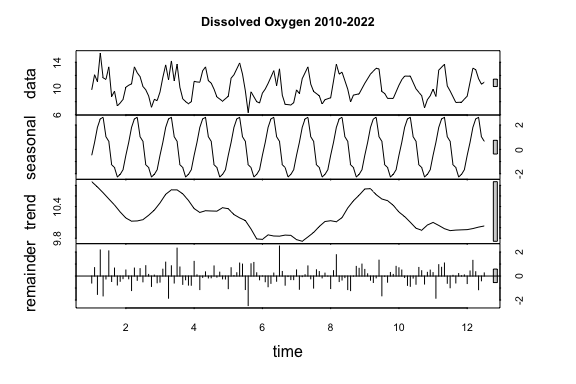 Dissolved Oxygen 2010-2022
data
6 10 14
seasonal
-2 0 2
trend
9.8 10.4
remainder
-2 0 2
2 4 6 8 10 12
time